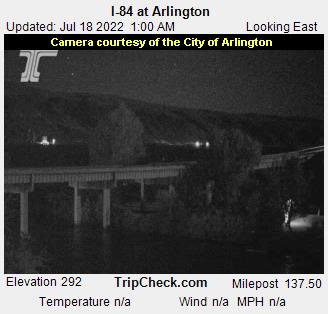 I-84 at Arlington
Updated: Jul 18 2022 1:00 AM Looking East
Camera courtesy of the City of Arlington
Elevation 292 TripCheck.com Milepost 137.50
Temperature n/a Wind n/a MPH n/a